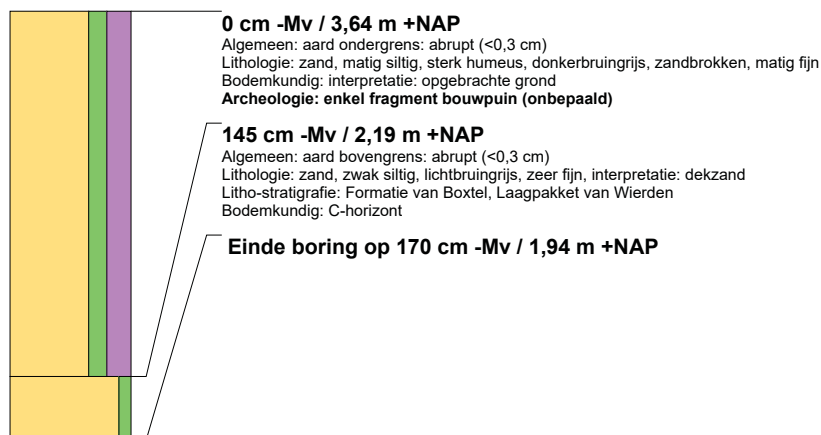 0 cm -Mv / 3,64 m +NAP
Algemeen: aard ondergrens: abrupt (<0,3 cm)
Lithologie: zand, matig siltig, sterk humeus, donkerbruingrijs, zandbrokken, matig fijn
Bodemkundig: interpretatie: opgebrachte grond
Archeologie: enkel fragment bouwpuin (onbepaald)
145 cm -Mv / 2,19 m +NAP
Algemeen: aard bovengrens: abrupt (<0,3 cm)
Lithologie: zand, zwak siltig, lichtbruingrijs, zeer fijn, interpretatie: dekzand
Litho-stratigrafie: Formatie van Boxtel, Laagpakket van Wierden
Bodemkundig: C-horizont
Einde boring op 170 cm -Mv / 1,94 m +NAP